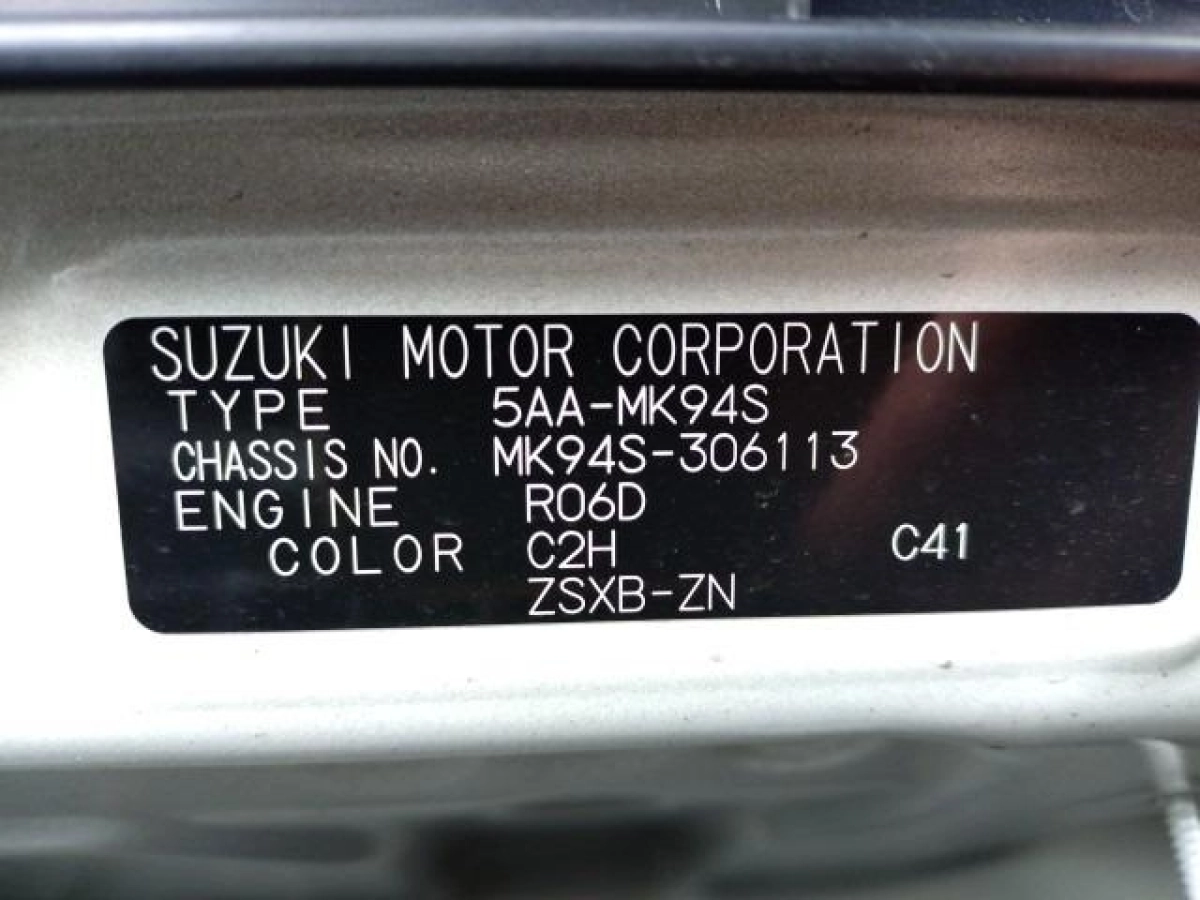 SUZUKI MOTOR CORPORATION
TYPE 5AA-MK94S
CHASSIS NO. MK94S-306113
ENGINE R06D
COLOR C2H C41
ZSXB-ZN